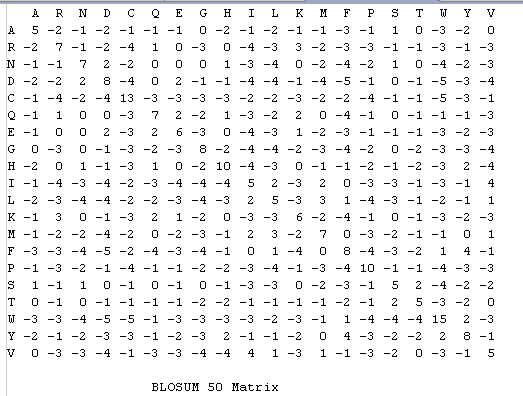 A R N D C Q E G H I L K M F P S T W Y V
A 5 -2 -1 -2 -1 -1 -1 0 -2 -1 -2 -1 -1 -3 -1 1 0 -3 -2 0
R -2 7 -1 -2 -4 1 0 -3 0 -4 -3 3 -2 -3 -3 -1 -1 -3 -1 -3
N -1 -1 7 2 -2 0 0 0 1 -3 -4 0 -2 -4 -2 1 0 -4 -2 -3
D -2 -2 2 8 -4 0 2 -1 -1 -4 -4 -1 -4 -5 -1 0 -1 -5 -3 -4
C -1 -4 -2 -4 13 -3 -3 -3 -3 -2 -2 -3 -2 -2 -4 -1 -1 -5 -3 -1
Q -1 1 0 0 -3 7 2 -2 1 -3 -2 2 0 -4 -1 0 -1 -1 -1 -3
E -1 0 0 2 -3 2 6 -3 0 -4 -3 1 -2 -3 -1 -1 -1 -3 -2 -3
G 0 -3 0 -1 -3 -2 -3 8 -2 -4 -4 -2 -3 -4 -2 0 -2 -3 -3 -4
H -2 0 1 -1 -3 1 0 -2 10 -4 -3 0 -1 -1 -2 -1 -2 -3 2 -4
I -1 -4 -3 -4 -2 -3 -4 -4 -4 5 2 -3 2 0 -3 -3 -1 -3 -1 4
L -2 -3 -4 -4 -2 -2 -3 -4 -3 2 5 -3 3 1 -4 -3 -1 -2 -1 1
K -1 3 0 -1 -3 2 1 -2 0 -3 -3 6 -2 -4 -1 0 -1 -3 -2 -3
M -1 -2 -2 -4 -2 0 -2 -3 -1 2 3 -2 7 0 -3 -2 -1 -1 0 1
F -3 -3 -4 -5 -2 -4 -3 -4 -1 0 1 -4 0 8 -4 -3 -2 1 4 -1
P -1 -3 -2 -1 -4 -1 -1 -2 -2 -3 -4 -1 -3 -4 10 -1 -1 -4 -3 -3
S 1 -1 1 0 -1 0 -1 0 -1 -3 -3 0 -2 -3 -1 5 2 -4 -2 -2
T 0 -1 0 -1 -1 -1 -1 -2 -2 -1 -1 -1 -1 -2 -1 2 5 -3 -2 0
W -3 -3 -4 -5 -5 -1 -3 -3 -3 -3 -2 -3 -1 1 -4 -4 -4 15 2 -3
Y -2 -1 -2 -3 -3 -1 -2 -3 2 -1 -1 -2 0 4 -3 -2 -2 2 8 -1
V 0 -3 -3 -4 -1 -3 -3 -4 -4 4 1 -3 1 -1 -3 -2 0 -3 -1 5
BLOSUM 50 Matrix